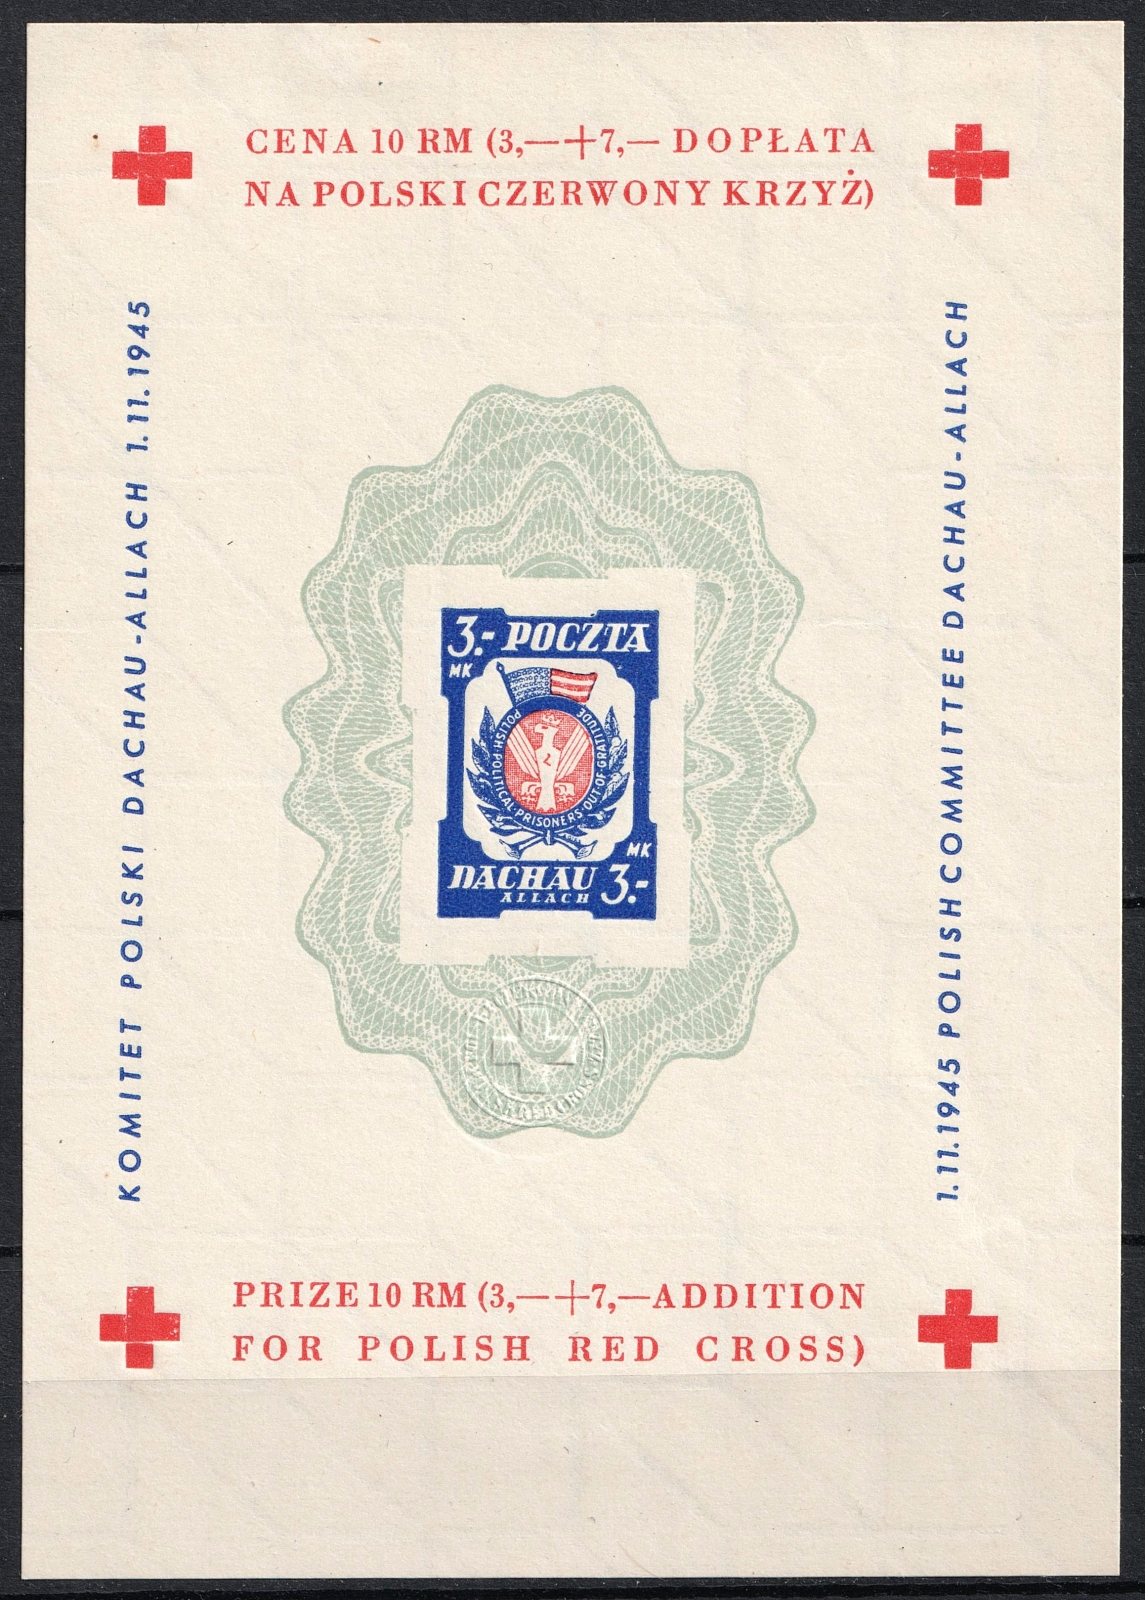 CENA 10 RM (3,—+7,— DOPŁATA
NA POLSKI CZERWONY KRZYŻ)
KOMITET POLSKI DACHAU-ALLACH 1.11.1945
3.- POCZTA
MK
POLISH·POLITICAL·PRISONERS·OUT·OF·GRATITUDE
MK
DACHAU 3.-
ALLACH
1.11.1945 POLISH COMMITTEE DACHAU-ALLACH
PRIZE 10 RM (3,—+7,—ADDITION
FOR POLISH RED CROSS)